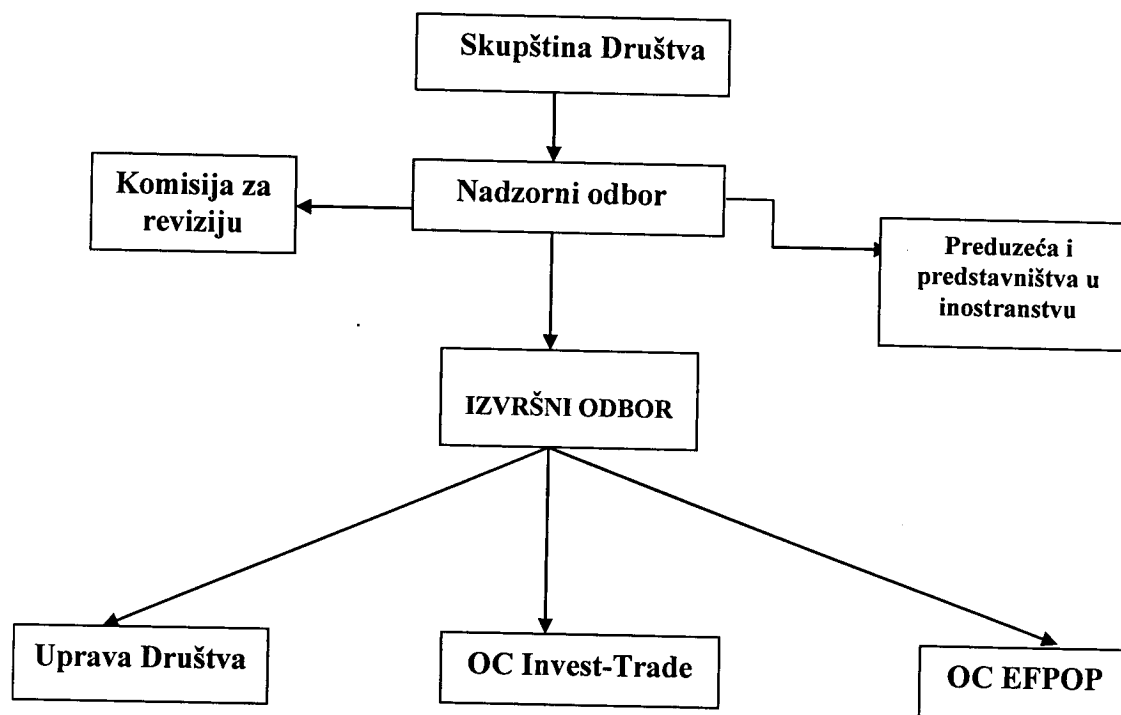 Skupština Društva
Komisija za
reviziju
Nadzorni odbor
Preduzeća i
predstavništva u
inostranstvu
IZVRŠNI ODBOR
Uprava Društva
OC Invest-Trade
OC EFPOP